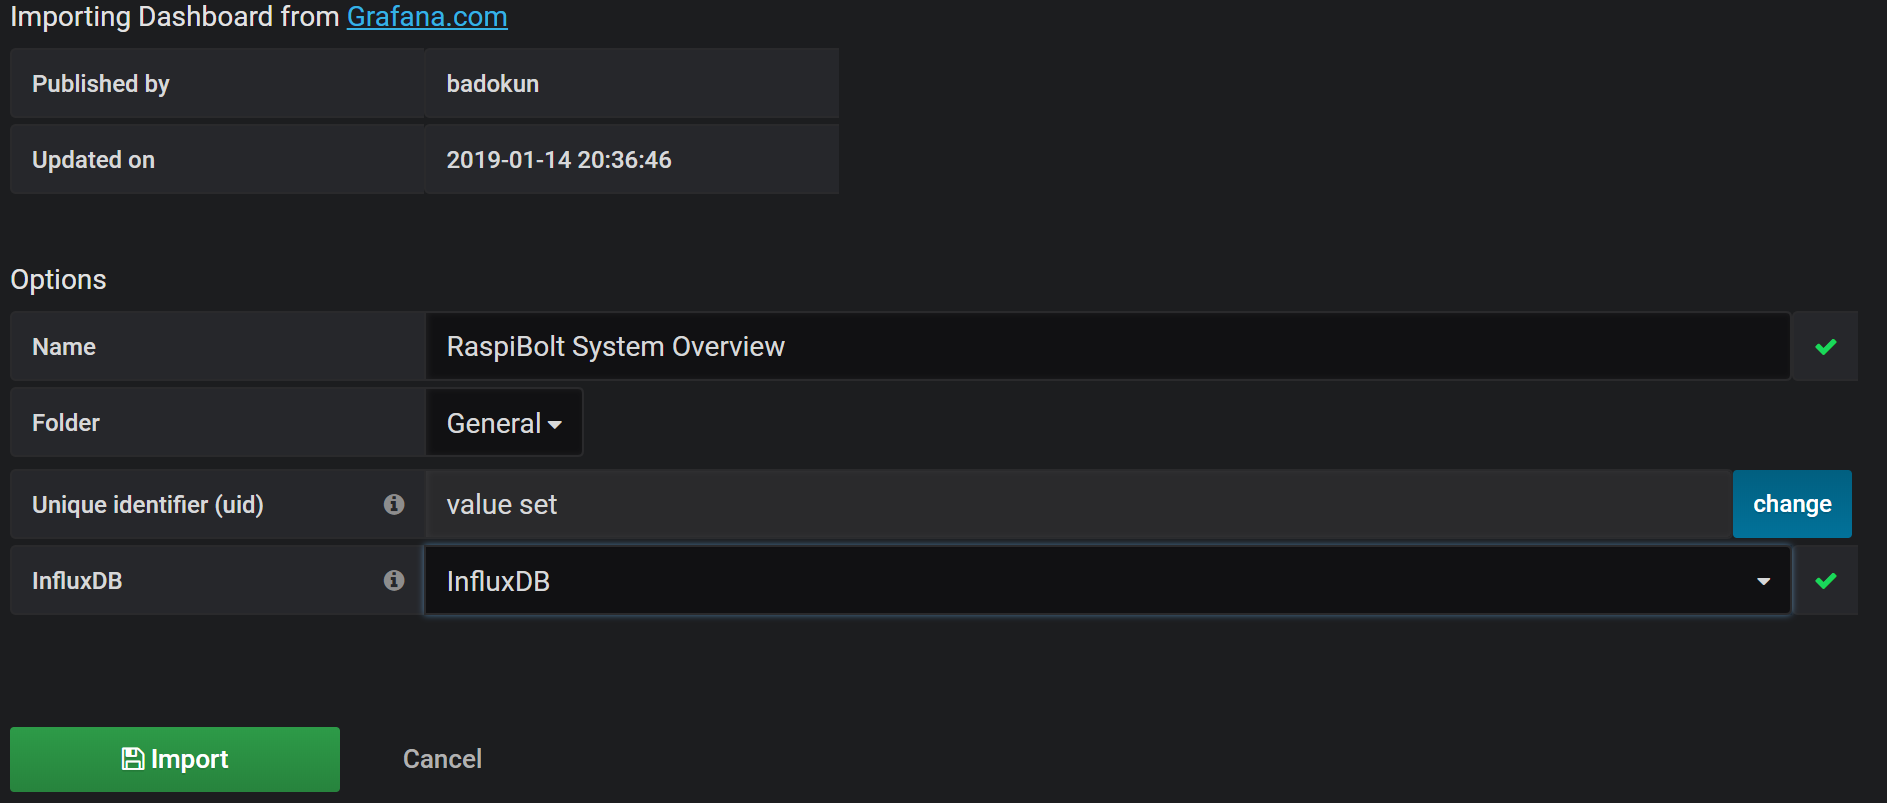 Importing Dashboard from Grafana.com
Published by badokun
Updated on 2019-01-14 20:36:46
Options
Name RaspiBolt System Overview
Folder General
Unique identifier (uid) value set change
InfluxDB InfluxDB
Import Cancel